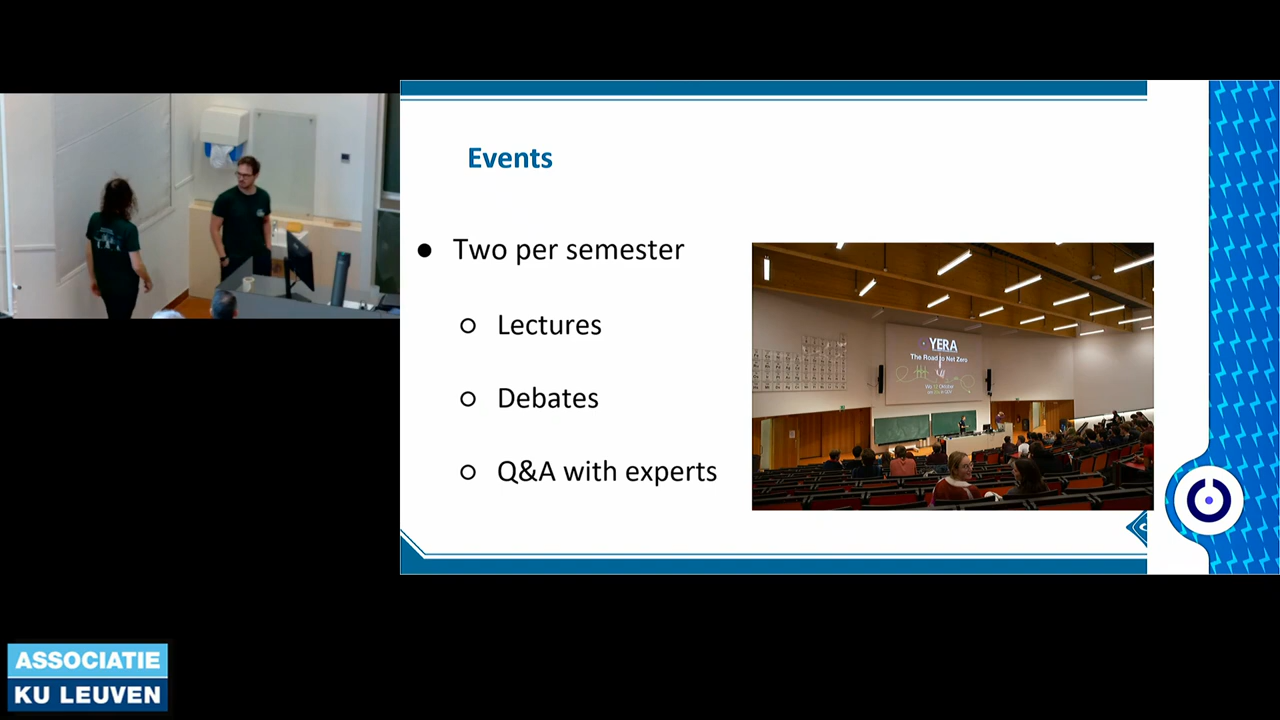 Events
● Two per semester
○ Lectures
○ Debates
○ Q&A with experts
YERA
The Road to Net Zero
ASSOCIATIE
KU LEUVEN